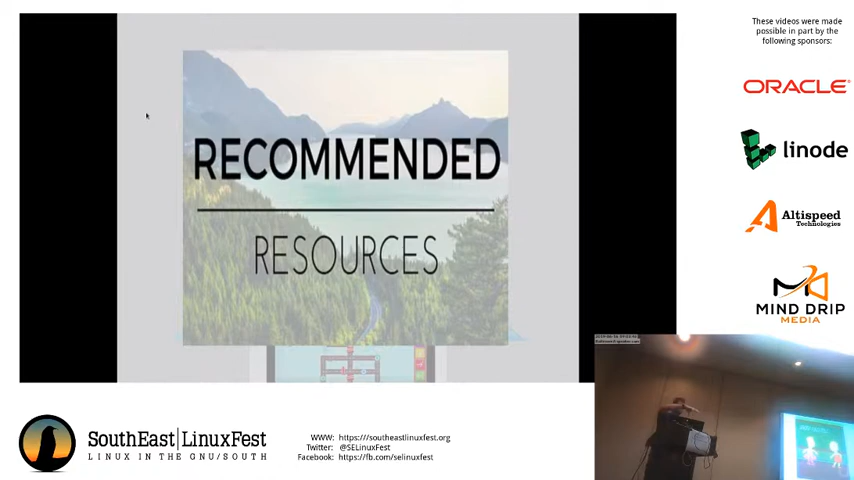 These videos were made
possible in part by the
following sponsors:
ORACLE
linode
Altispeed
Technologies
MIND DRIP
MEDIA
RECOMMENDED
RESOURCES
SouthEast|LinuxFest
LINUX IN THE GNU/SOUTH
WWW: https:///southeastlinuxfest.org
Twitter: @SELinuxFest
Facebook: https://fb.com/selinuxfest